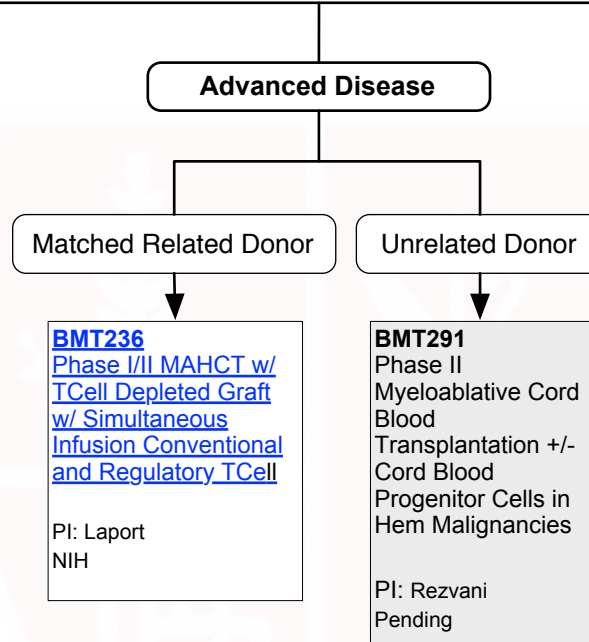 Advanced Disease
Matched Related Donor
Unrelated Donor
BMT236
Phase I/II MAHCT w/
TCell Depleted Graft
w/ Simultaneous
Infusion Conventional
and Regulatory TCell
PI: Laport
NIH
BMT291
Phase II
Myeloablative Cord
Blood
Transplantation +/-
Cord Blood
Progenitor Cells in
Hem Malignancies
PI: Rezvani
Pending